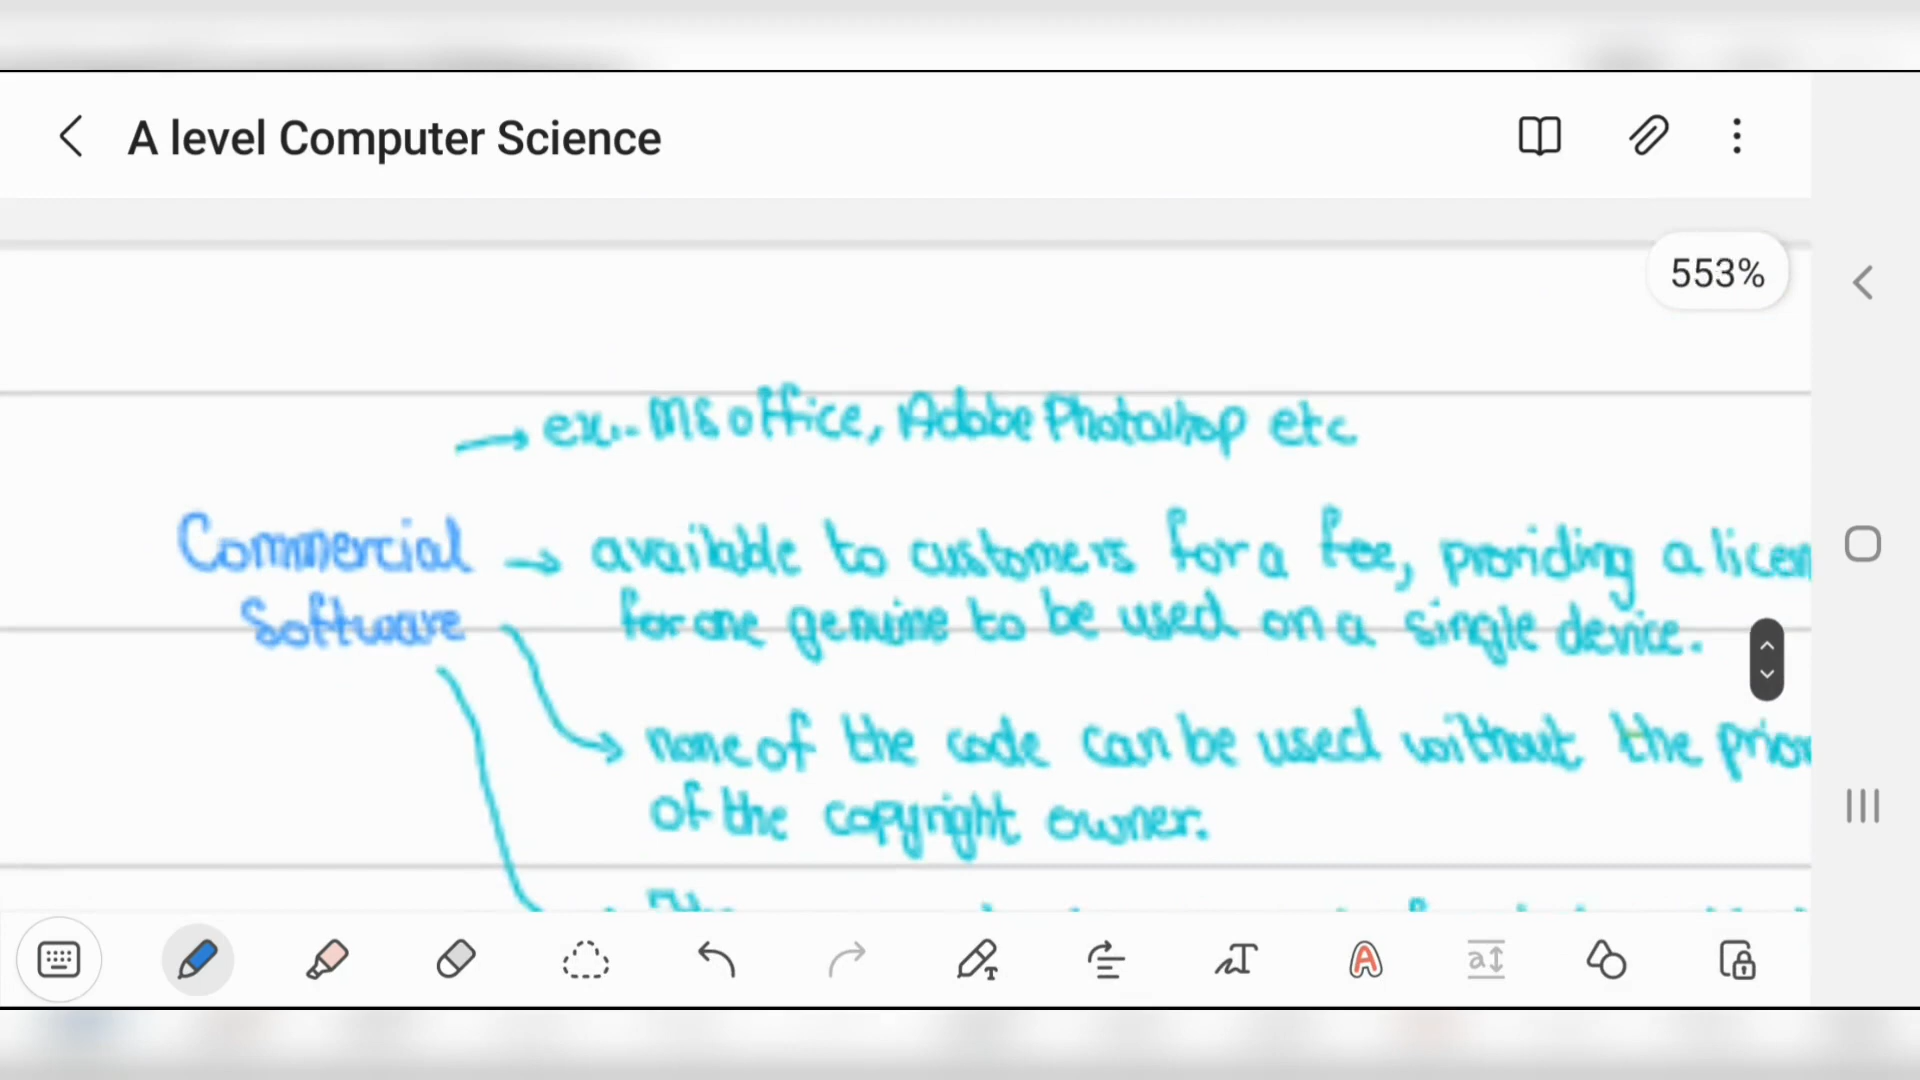 A level Computer Science
553%
→ ex:- MS office, Adobe Photoshop etc
Commercial → available to customers for a fee, providing a licen
Software for one genuine to be used on a single device.
→ none of the code can be used without the prior
of the copyright owner.